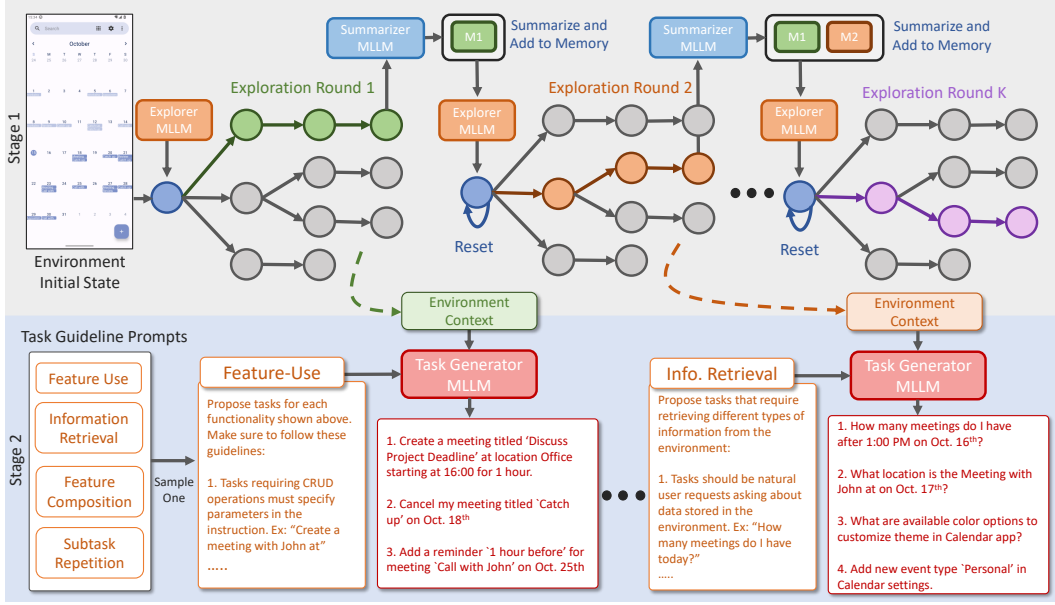 Stage 1
Search
October
Environment
Initial State
Explorer
MLLM
Exploration Round 1
Summarizer
MLLM
M1
Summarize and
Add to Memory
Explorer
MLLM
Reset
Exploration Round 2
Summarizer
MLLM
M1
M2
Summarize and
Add to Memory
Explorer
MLLM
Reset
Exploration Round K
Environment
Context
Environment
Context
Stage 2
Task Guideline Prompts
Feature Use
Information
Retrieval
Feature
Composition
Subtask
Repetition
Sample
One
Feature-Use
Propose tasks for each
functionality shown above.
Make sure to follow these
guidelines:
1. Tasks requiring CRUD
operations must specify
parameters in the
instruction. Ex: “Create a
meeting with John at”
.....
Task Generator
MLLM
1. Create a meeting titled ‘Discuss
Project Deadline’ at location Office
starting at 16:00 for 1 hour.
2. Cancel my meeting titled `Catch
up’ on Oct. 18th
3. Add a reminder `1 hour before’ for
meeting `Call with John’ on Oct. 25th
Info. Retrieval
Propose tasks that require
retrieving different types of
information from the
environment:
1. Tasks should be natural
user requests asking about
data stored in the
environment. Ex: “How
many meetings do I have
today?”
.....
Task Generator
MLLM
1. How many meetings do I have
after 1:00 PM on Oct. 16th?
2. What location is the Meeting with
John at on Oct. 17th?
3. What are available color options to
customize theme in Calendar app?
4. Add new event type `Personal’ in
Calendar settings.